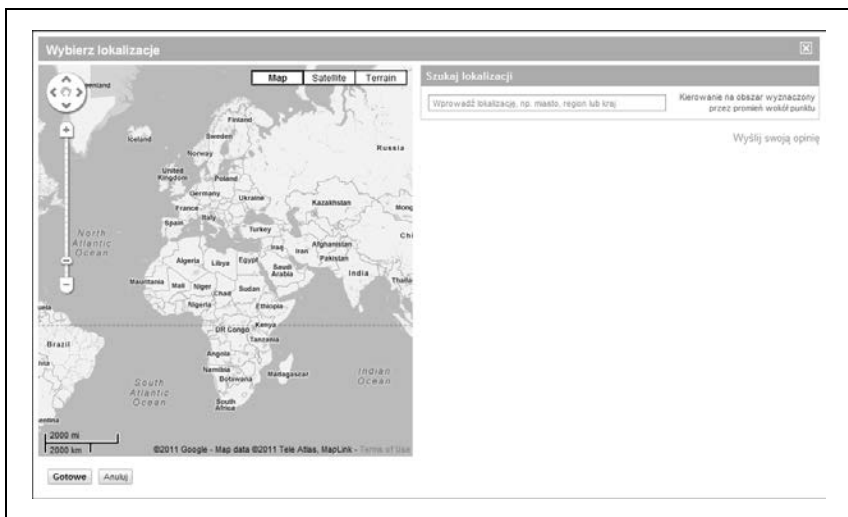 Wybierz lokalizacje
Map Satellite Terrain
Szukaj lokalizacji
Wprowadź lokalizację, np. miasto, region lub kraj
Kierowanie na obszar wyznaczony
przez promień wokół punktu
Wyślij swoją opinię
Finland
Iceland
Sweden
Norway
Russia
United
Kingdom
Poland
Germany
Ukraine
France
Kazakhstan
Italy
Spain
Turkey
North
Atlantic
Ocean
Iraq
Iran
Afghanistan
Pakistan
Algeria
Libya
Egypt
Saudi
Arabia
India
Mauritania
Mali
Niger
Chad
Sudan
Nigeria
Ethiopia
DR Congo
Kenya
Tanzania
Brazil
Angola
Namibia
Botswana
Madagascar
Indian
Ocean
South
Atlantic
Ocean
South
Africa
2000 mi
2000 km
©2011 Google - Map data ©2011 Tele Atlas, MapLink - Terms of Use
Gotowe Anuluj